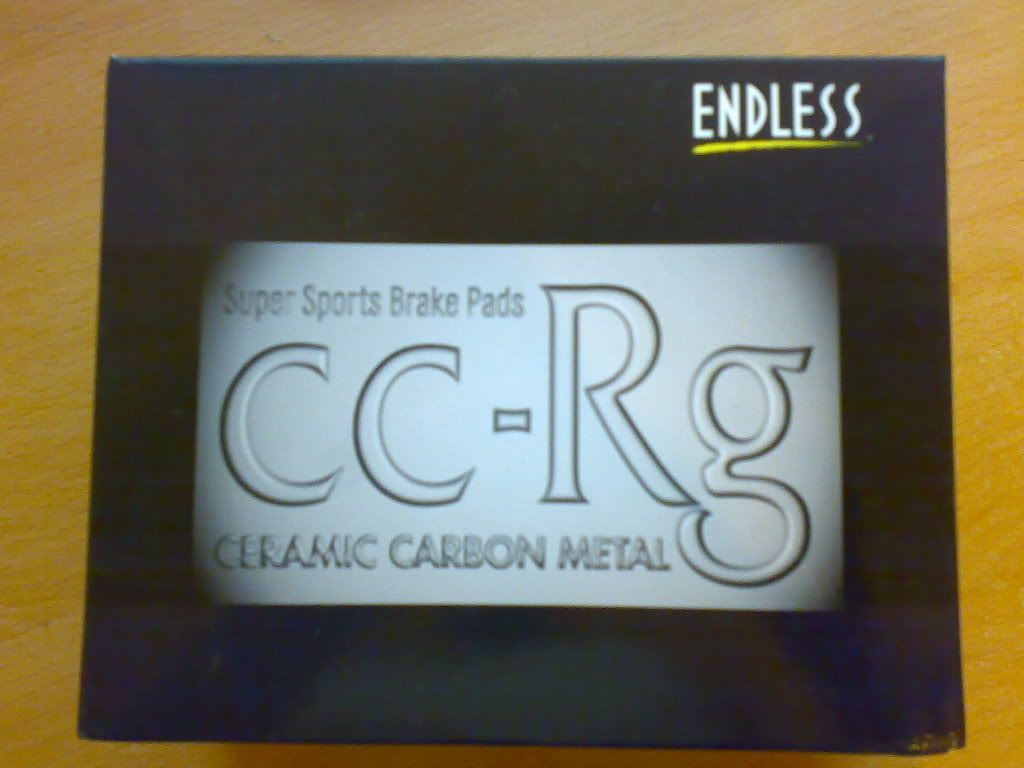 ENDLESS
Super Sports Brake Pads
CC-Rg
CERAMIC CARBON METAL